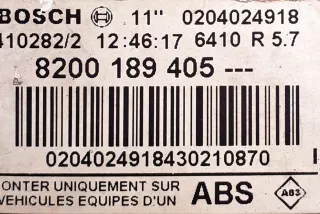 BOSCH 11" 0204024918
410282/2 12:46:17 6410 R 5.7
8200 189 405 ---
0204024918430210870
ONTER UNIQUEMENT SUR
VEHICULES EQUIPES D'UN ABS A63